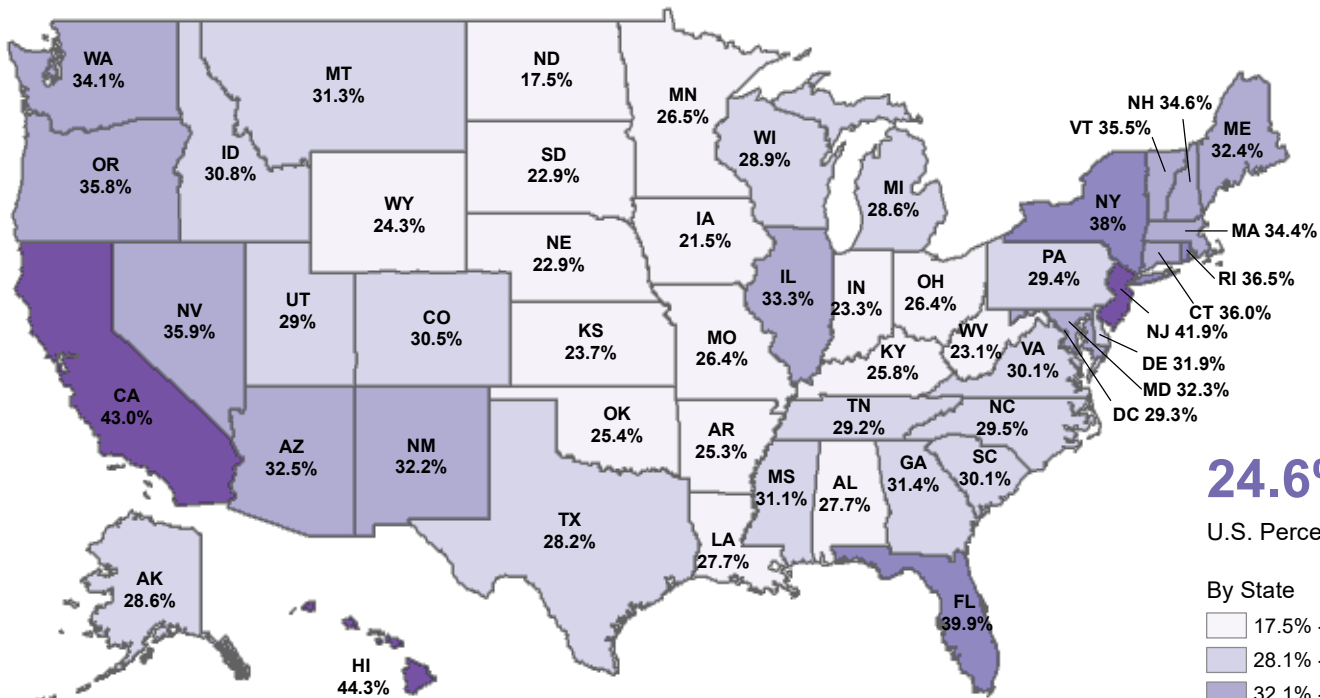 WA
34.1%
MT
31.3%
ND
17.5%
MN
26.5%
NH 34.6%
VT 35.5%
ME
32.4%
OR
35.8%
ID
30.8%
SD
22.9%
WI
28.9%
MI
28.6%
NY
38%
WY
24.3%
IA
21.5%
MA 34.4%
NE
22.9%
PA
29.4%
RI 36.5%
IL
33.3%
IN
23.3%
OH
26.4%
CT 36.0%
NV
35.9%
UT
29%
CO
30.5%
NJ 41.9%
KS
23.7%
MO
26.4%
WV
23.1%
KY
25.8%
VA
30.1%
DE 31.9%
MD 32.3%
CA
43.0%
DC 29.3%
TN
29.2%
NC
29.5%
OK
25.4%
AR
25.3%
AZ
32.5%
NM
32.2%
SC
30.1%
GA
31.4%
MS
31.1%
AL
27.7%
24.6%
TX
28.2%
LA
27.7%
U.S. Perce
AK
28.6%
By State
FL
39.9%
17.5% -
28.1% -
32.1% -
HI
44.3%